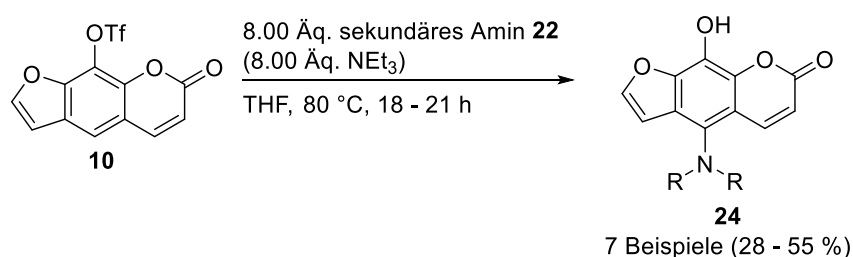 OTf
O
O
O
10
8.00 Äq. sekundäres Amin 22
(8.00 Äq. NEt3)
THF, 80 °C, 18 - 21 h
OH
O
O
O
N
R R
24
7 Beispiele (28 - 55 %)